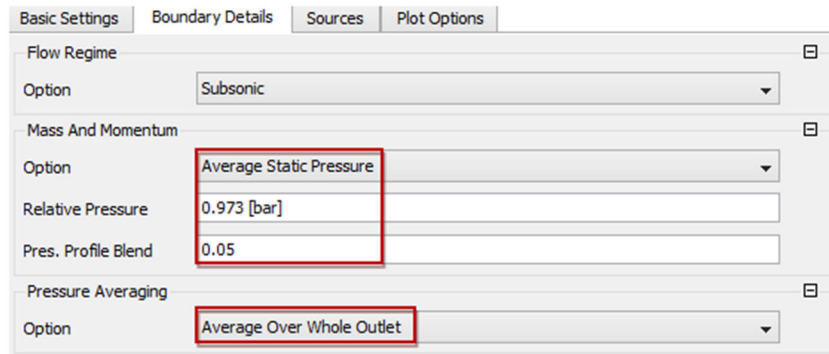 Basic Settings Boundary Details Sources Plot Options
Flow Regime
Option Subsonic
Mass And Momentum
Option Average Static Pressure
Relative Pressure 0.973 [bar]
Pres. Profile Blend 0.05
Pressure Averaging
Option Average Over Whole Outlet